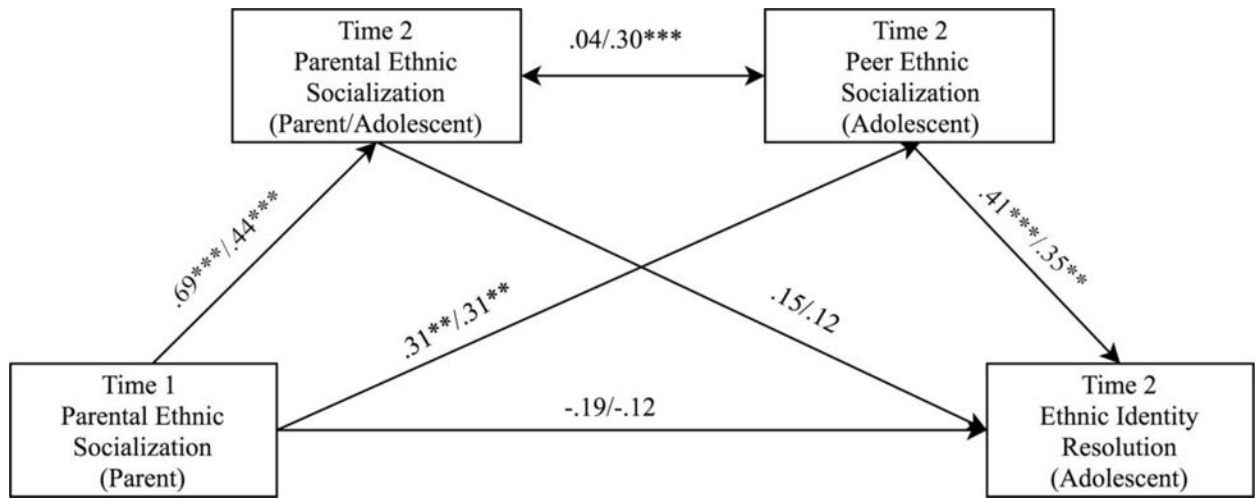 Time 2
Parental Ethnic
Socialization
(Parent/Adolescent)
.04/.30***
Time 2
Peer Ethnic
Socialization
(Adolescent)
.69***/.44***
.31**/.31**
.15/.12
.41***/.35**
-.19/-.12
Time 1
Parental Ethnic
Socialization
(Parent)
Time 2
Ethnic Identity
Resolution
(Adolescent)